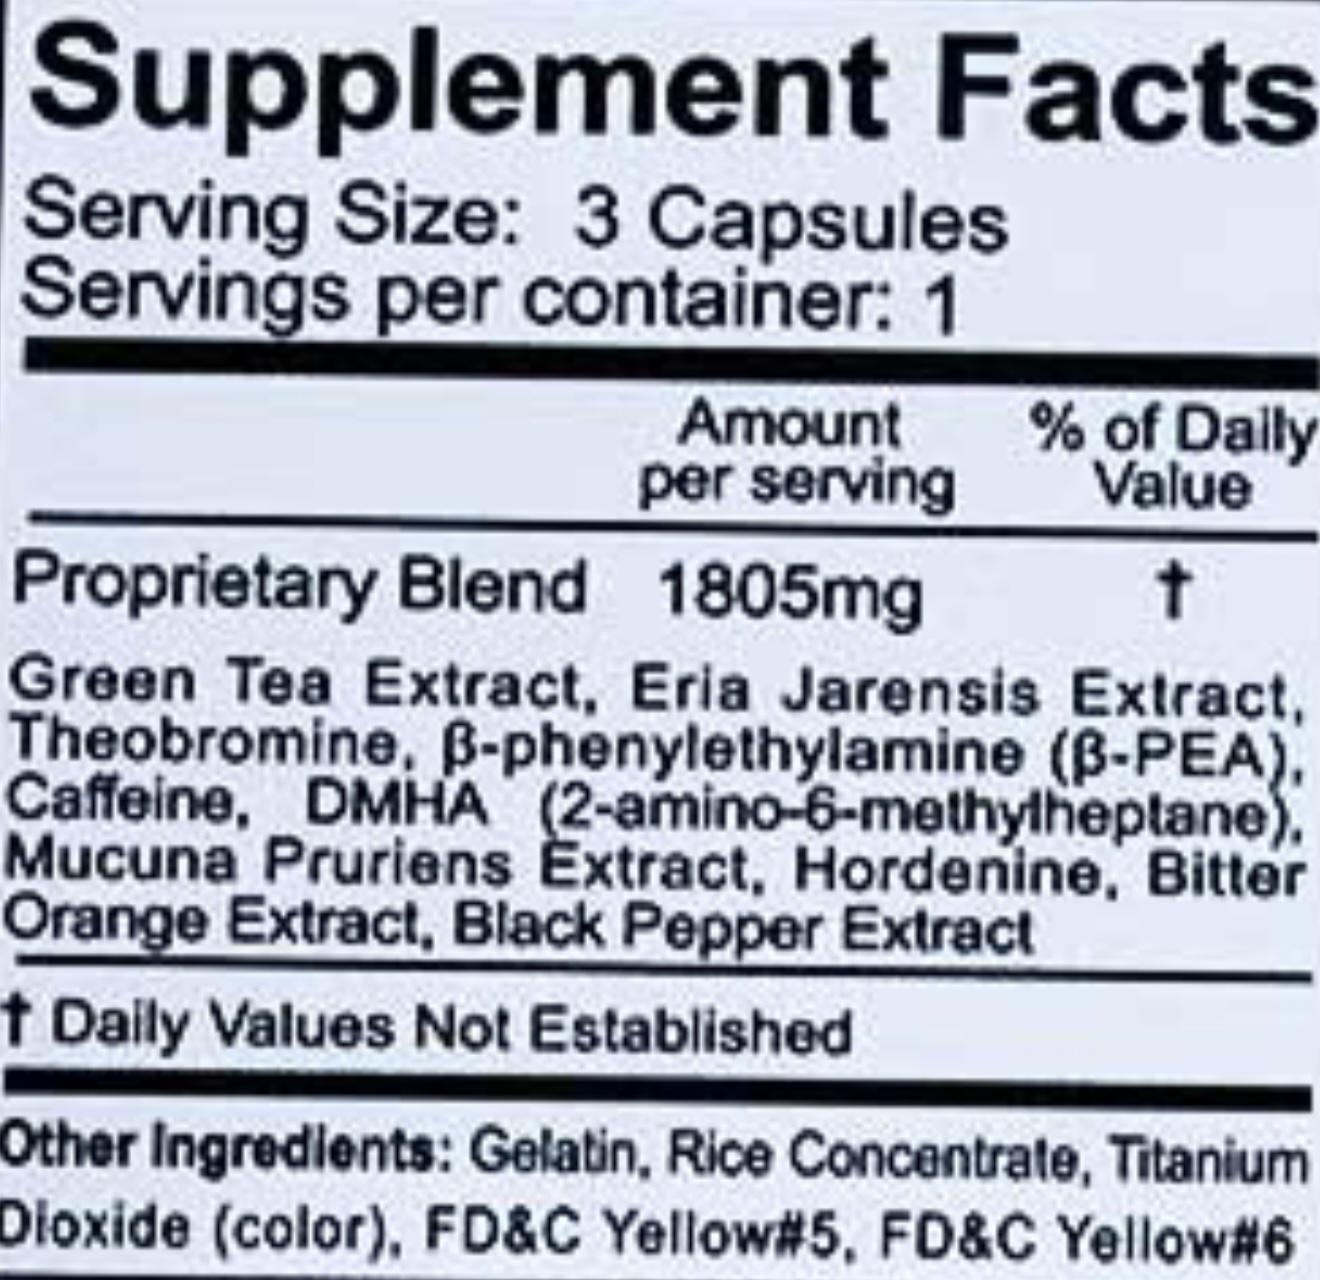 Supplement Facts
Serving Size: 3 Capsules
Servings per container: 1
Amount per serving
% of Daily Value
Proprietary Blend 1805mg †
Green Tea Extract, Eria Jarensis Extract,
Theobromine, β-phenylethylamine (β-PEA),
Caffeine, DMHA (2-amino-6-methylheptane),
Mucuna Pruriens Extract, Hordenine, Bitter
Orange Extract, Black Pepper Extract
† Daily Values Not Established
Other Ingredients: Gelatin, Rice Concentrate, Titanium
Dioxide (color), FD&C Yellow#5, FD&C Yellow#6